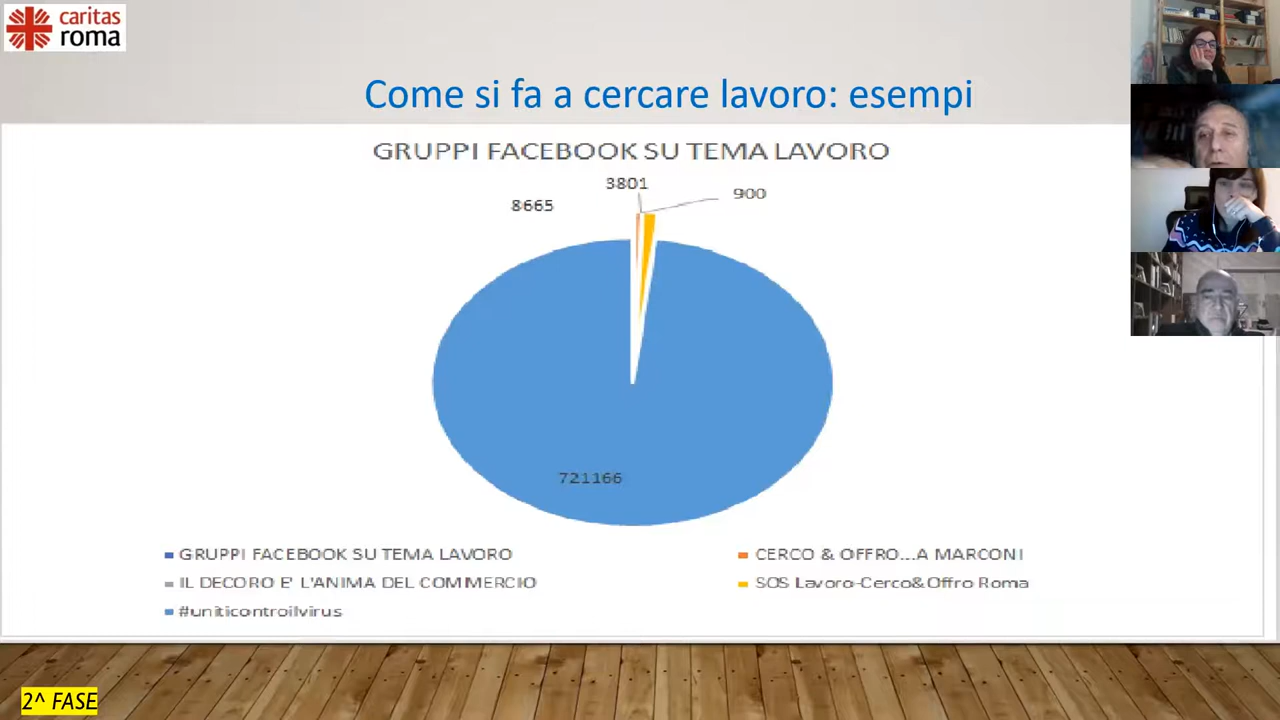 caritas
roma
Come si fa a cercare lavoro: esempi
GRUPPI FACEBOOK SU TEMA LAVORO
3801
900
8665
721166
GRUPPI FACEBOOK SU TEMA LAVORO
CERCO & OFFRO...A MARCONI
IL DECORO E' L'ANIMA DEL COMMERCIO
SOS Lavoro-Cerco&Offro Roma
#uniticontroilvirus
2^ FASE